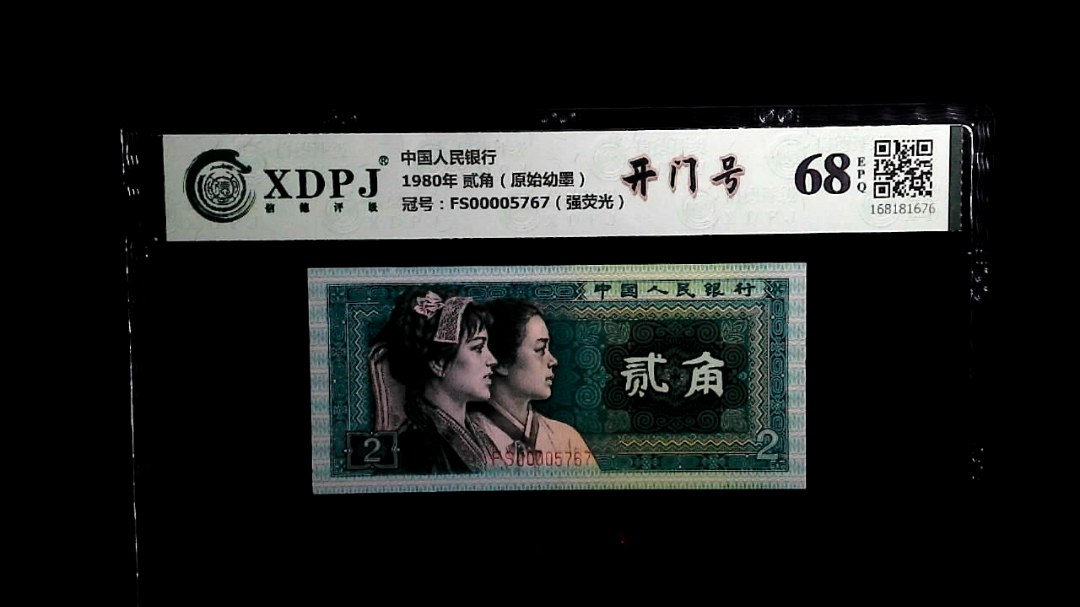 XDPJ®
信德评级
中国人民银行
1980年 贰角(原始幼墨)
冠号:FS00005767(强荧光)
开门号
68
EPQ
168181676
中国人民银行
贰角
2
2
FS00005767